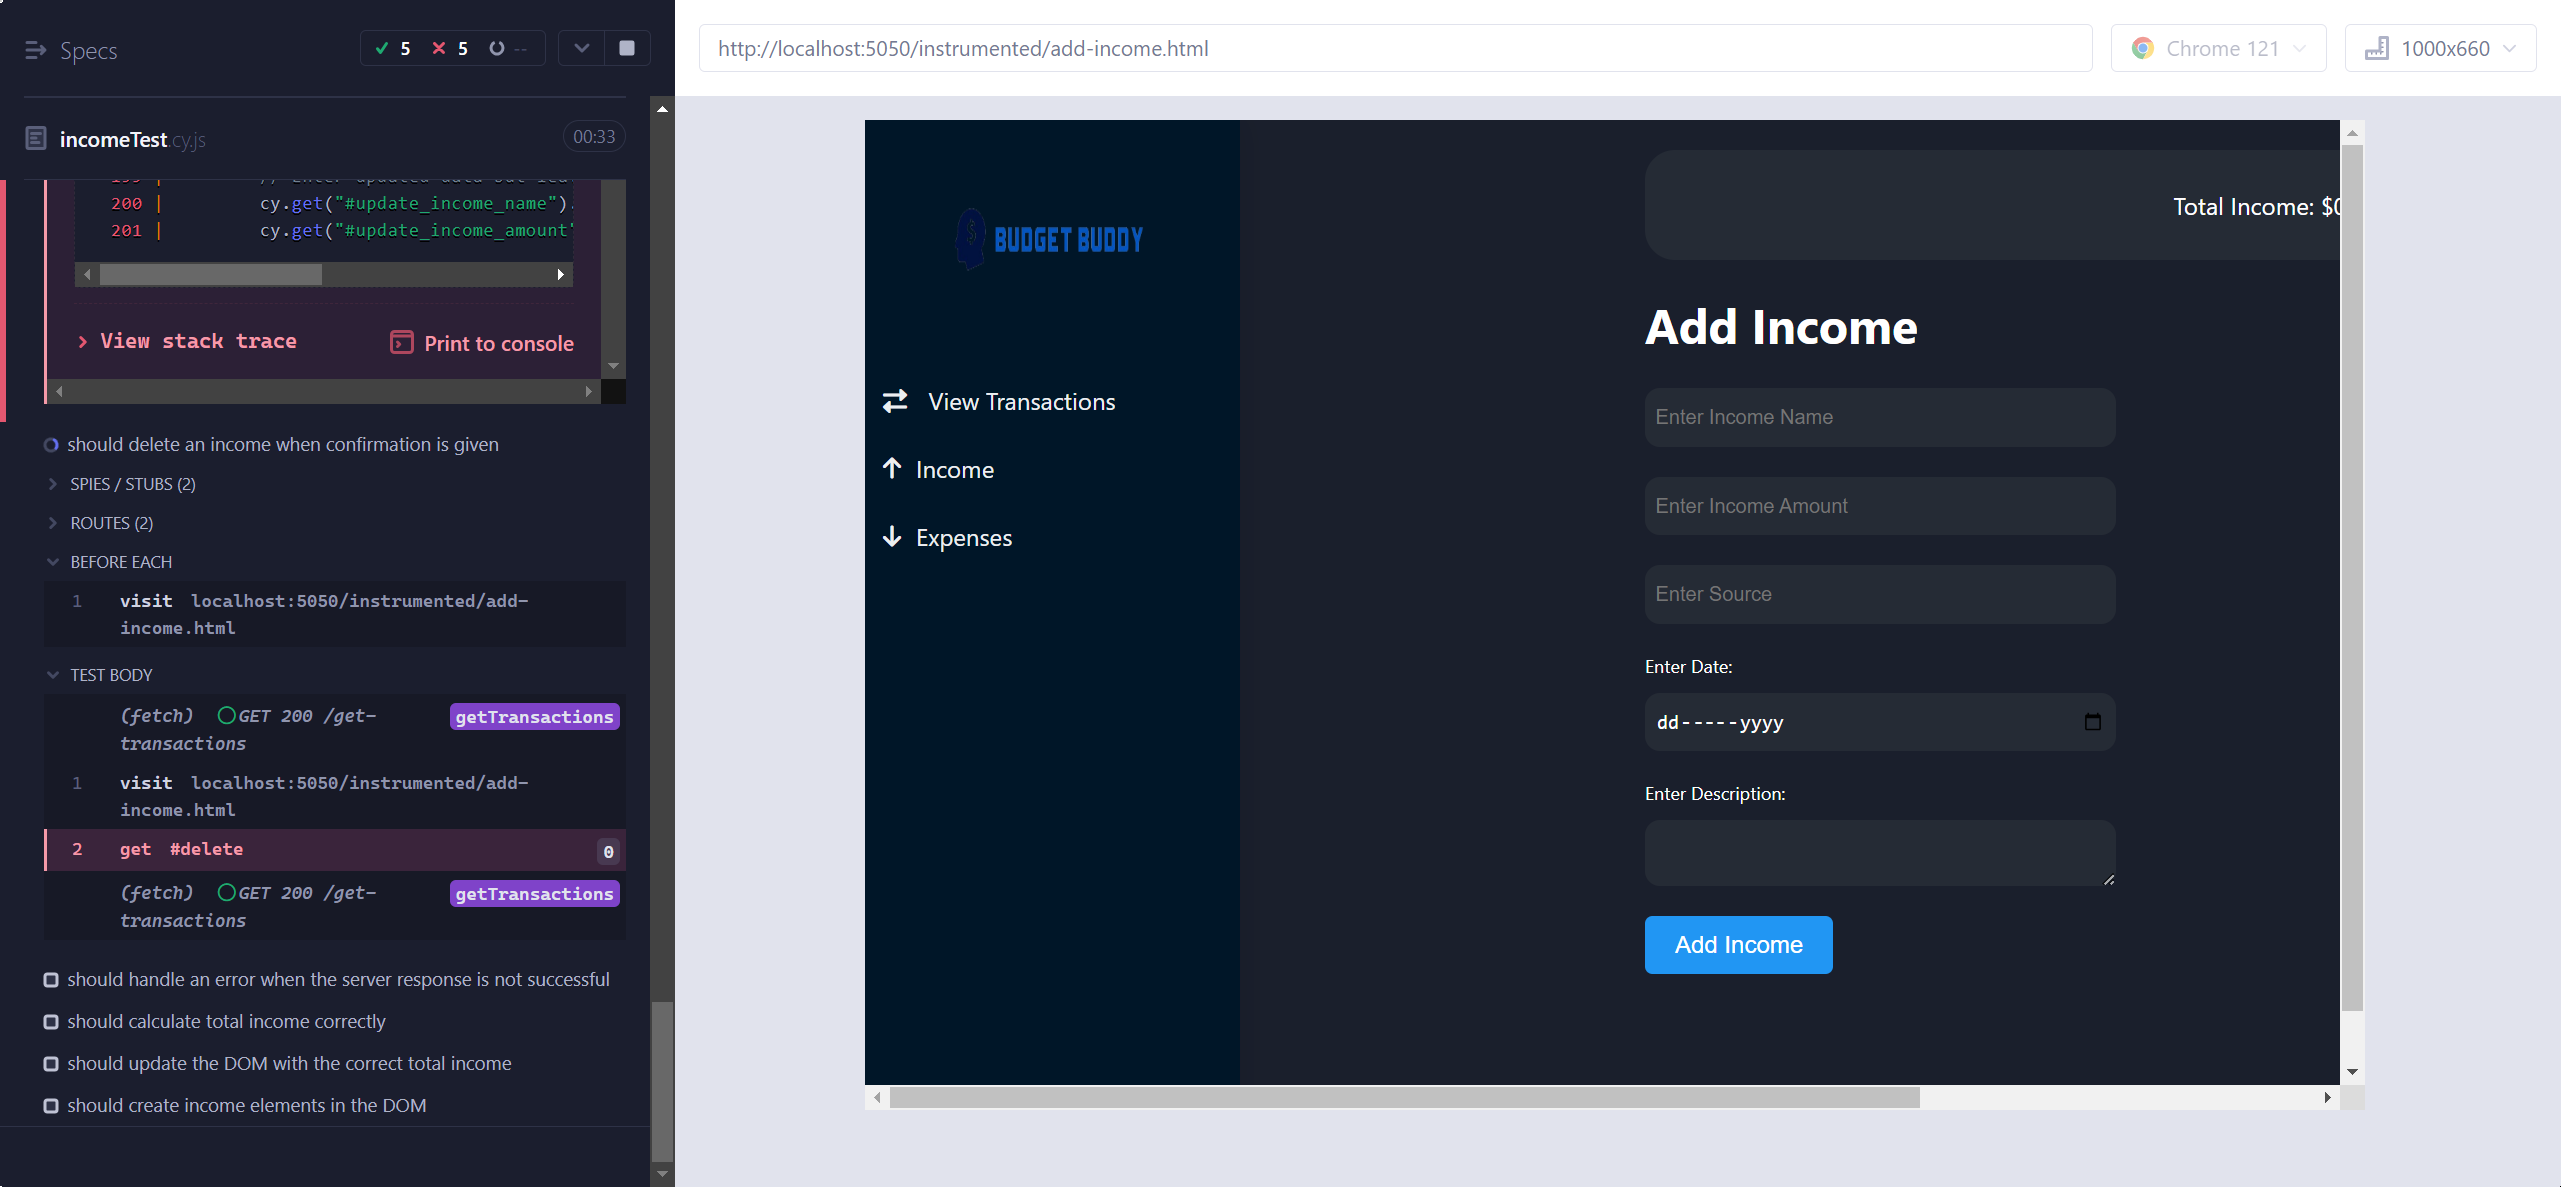 Specs
5 5 --
incomeTest.cy.js
00:33
200 | cy.get("#update_income_name").
201 | cy.get("#update_income_amount"
View stack trace
Print to console
should delete an income when confirmation is given
SPIES / STUBS (2)
ROUTES (2)
BEFORE EACH
1 visit localhost:5050/instrumented/add-
income.html
TEST BODY
(fetch) GET 200 /get-
transactions
getTransactions
1 visit localhost:5050/instrumented/add-
income.html
2 get #delete 0
(fetch) GET 200 /get-
transactions
getTransactions
should handle an error when the server response is not successful
should calculate total income correctly
should update the DOM with the correct total income
should create income elements in the DOM
http://localhost:5050/instrumented/add-income.html
Chrome 121
1000x660
BUDGET BUDDY
View Transactions
Income
Expenses
Total Income: $0
Add Income
Enter Income Name
Enter Income Amount
Enter Source
Enter Date:
dd-----yyyy
Enter Description:
Add Income